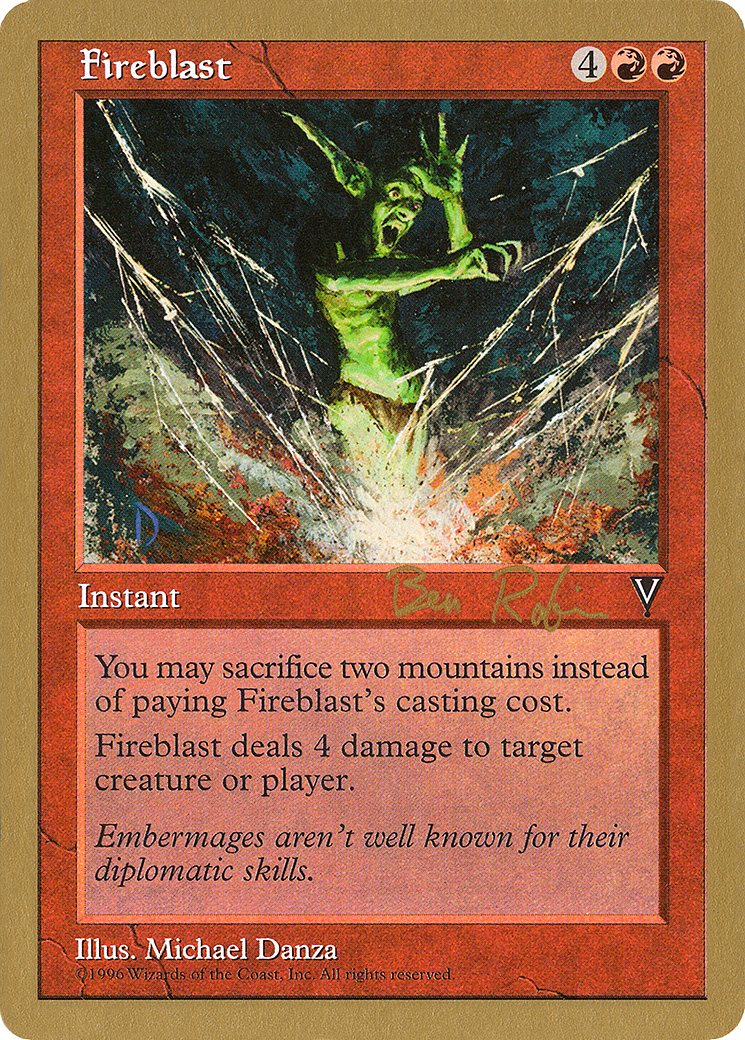 Fireblast 4
D
Instant
Ben Rubin
You may sacrifice two mountains instead
of paying Fireblast's casting cost.
Fireblast deals 4 damage to target
creature or player.
Embermages aren't well known for their
diplomatic skills.
Illus. Michael Danza
©1996 Wizards of the Coast, Inc. All rights reserved.